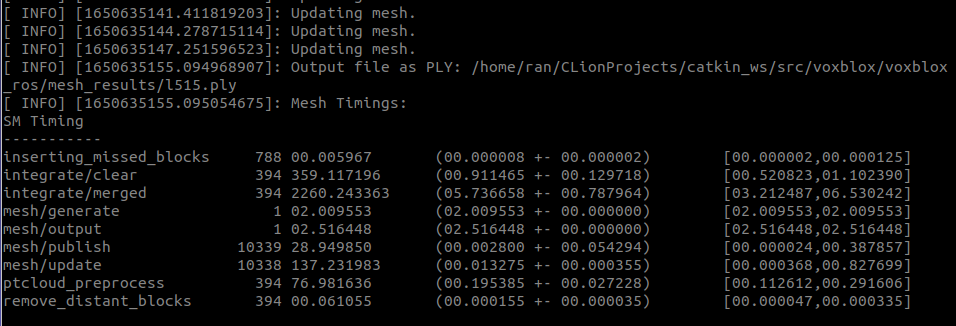 [ INFO] [1650635141.411819203]: Updating mesh.
[ INFO] [1650635144.278715114]: Updating mesh.
[ INFO] [1650635147.251596523]: Updating mesh.
[ INFO] [1650635155.094968907]: Output file as PLY: /home/ran/CLionProjects/catkin_ws/src/voxblox/voxblox
_ros/mesh_results/l515.ply
[ INFO] [1650635155.095054675]: Mesh Timings:
SM Timing
-----------
inserting_missed_blocks     788 00.005967       (00.000008 +- 00.000002)        [00.000002,00.000125]
integrate/clear             394 359.117196      (00.911465 +- 00.129718)        [00.520823,01.102390]
integrate/merged            394 2260.243363     (05.736658 +- 00.787964)        [03.212487,06.530242]
mesh/generate                 1 02.009553       (02.009553 +- 00.000000)        [02.009553,02.009553]
mesh/output                   1 02.516448       (02.516448 +- 00.000000)        [02.516448,02.516448]
mesh/publish              10339 28.949850       (00.002800 +- 00.054294)        [00.000024,00.387857]
mesh/update               10338 137.231983      (00.013275 +- 00.000355)        [00.000368,00.827699]
ptcloud_preprocess          394 76.981636       (00.195385 +- 00.027228)        [00.112612,00.291606]
remove_distant_blocks       394 00.061055       (00.000155 +- 00.000035)        [00.000047,00.000335]